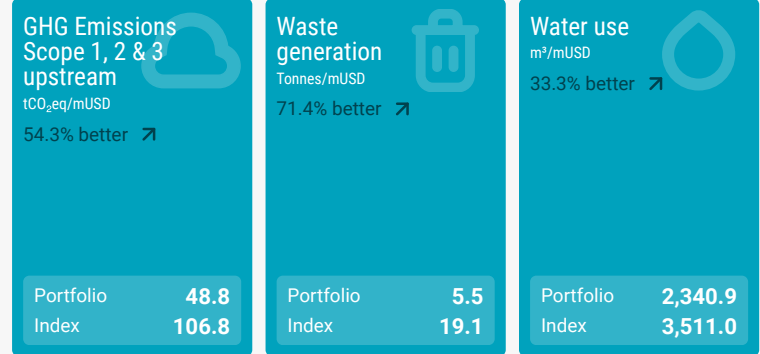 GHG Emissions
Scope 1, 2 & 3
upstream
tCO₂eq/mUSD
54.3% better
Portfolio 48.8
Index 106.8
Waste
generation
Tonnes/mUSD
71.4% better
Portfolio 5.5
Index 19.1
Water use
m³/mUSD
33.3% better
Portfolio 2,340.9
Index 3,511.0